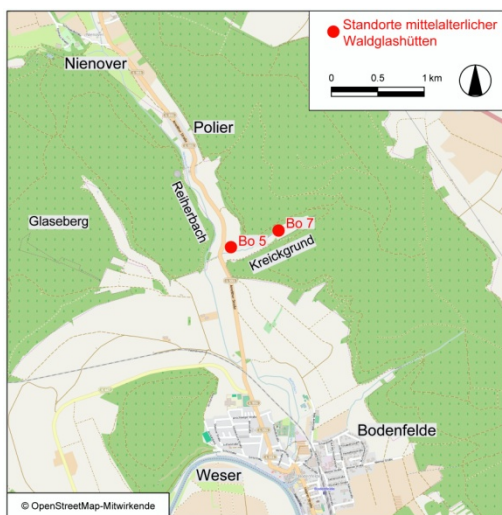 Standorte mittelalterlicher
Waldglashütten
0 0.5 1 km
Nienover
Polier
Reiherbach
Glaseberg
Bo 7
Bo 5
Kreickgrund
Bodenfelde
Weser
© OpenStreetMap-Mitwirkende